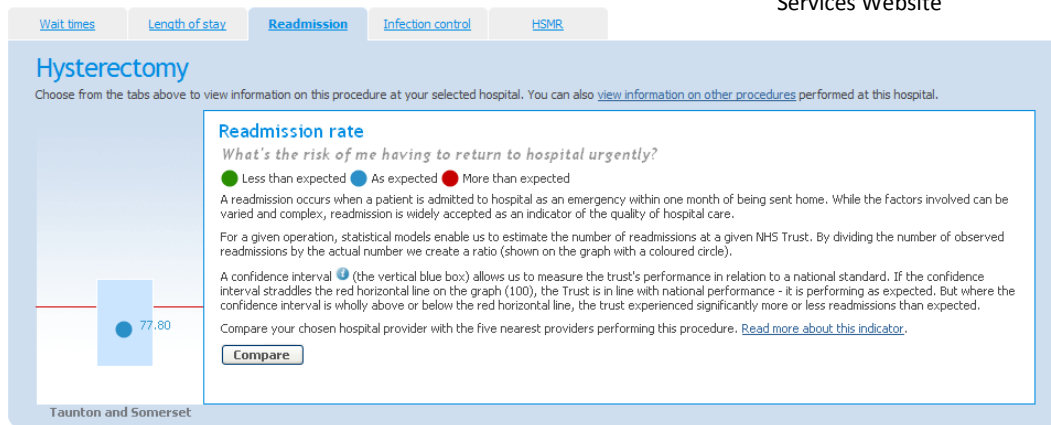 Services Website
Wait times
Length of stay
Readmission
Infection control
HSMR
Hysterectomy
Choose from the tabs above to view information on this procedure at your selected hospital. You can also view information on other procedures performed at this hospital.
Readmission rate
What's the risk of me having to return to hospital urgently?
Less than expected As expected More than expected
A readmission occurs when a patient is admitted to hospital as an emergency within one month of being sent home. While the factors involved can be
varied and complex, readmission is widely accepted as an indicator of the quality of hospital care.
For a given operation, statistical models enable us to estimate the number of readmissions at a given NHS Trust. By dividing the number of observed
readmissions by the actual number we create a ratio (shown on the graph with a coloured circle).
A confidence interval i (the vertical blue box) allows us to measure the trust's performance in relation to a national standard. If the confidence
interval straddles the red horizontal line on the graph (100), the Trust is in line with national performance - it is performing as expected. But where the
confidence interval is wholly above or below the red horizontal line, the trust experienced significantly more or less readmissions than expected.
Compare your chosen hospital provider with the five nearest providers performing this procedure. Read more about this indicator.
Compare
77.80
Taunton and Somerset